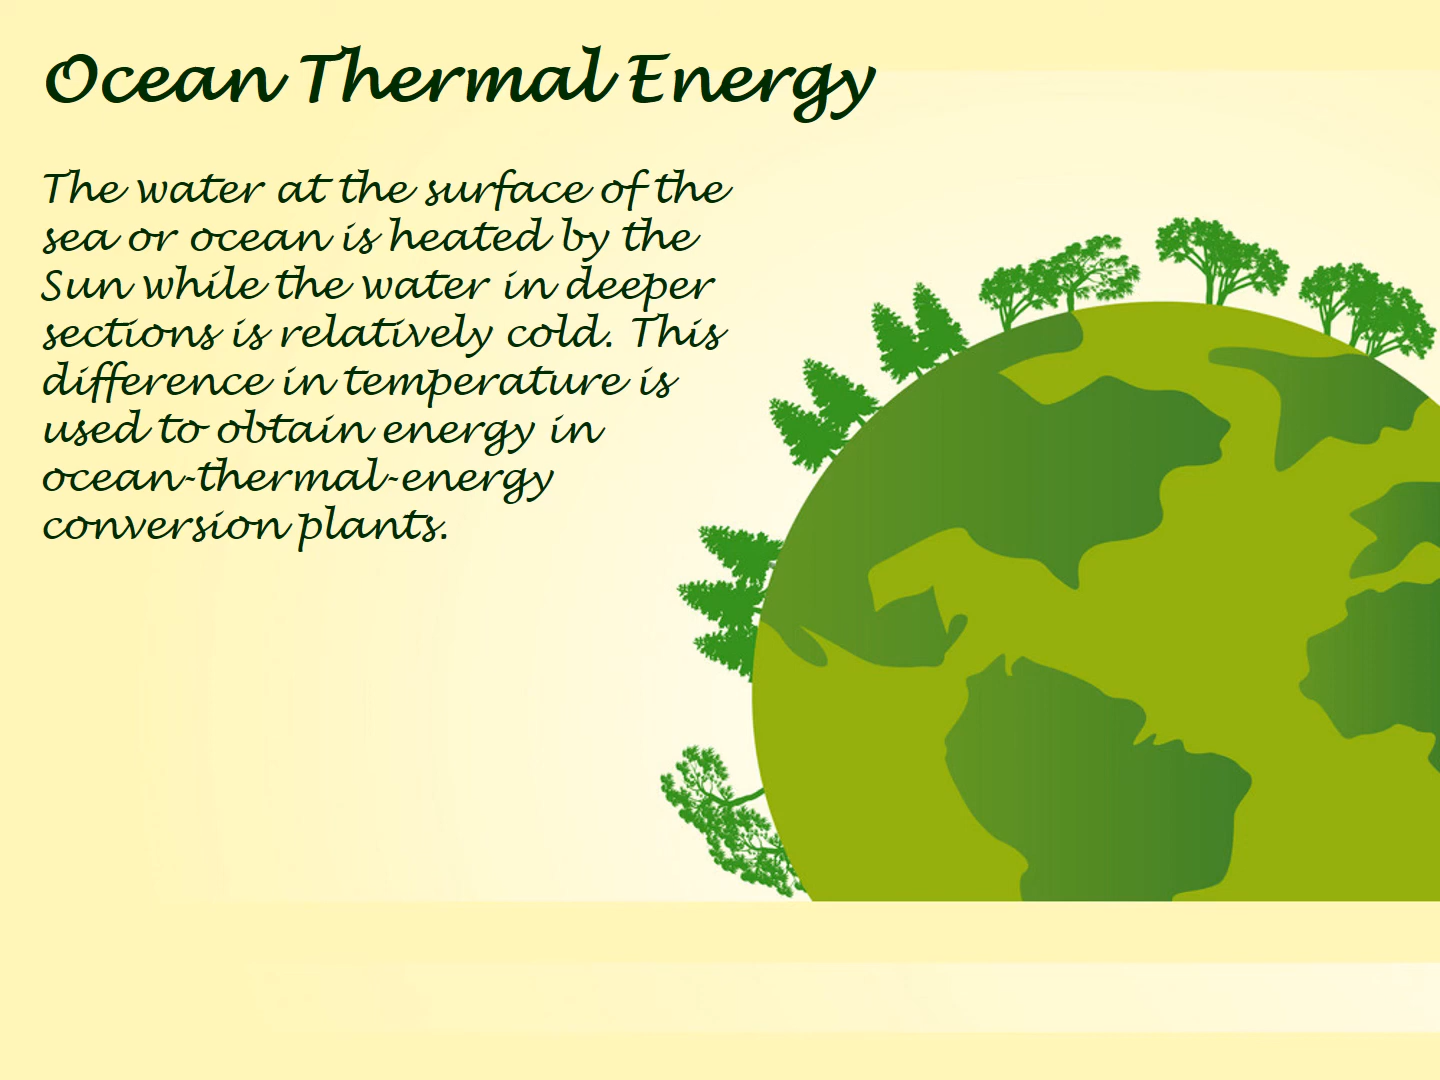 Ocean Thermal Energy
The water at the surface of the
sea or ocean is heated by the
Sun while the water in deeper
sections is relatively cold. This
difference in temperature is
used to obtain energy in
ocean-thermal-energy
conversion plants.